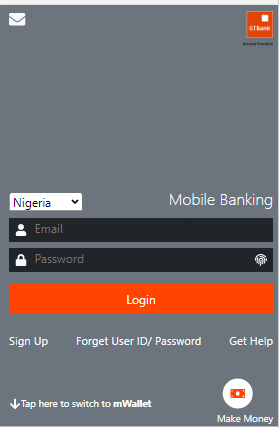 GTBank
Nigeria
Mobile Banking
Email
Password
Login
Sign Up
Forget User ID/ Password
Get Help
Tap here to switch to mWallet
Make Money